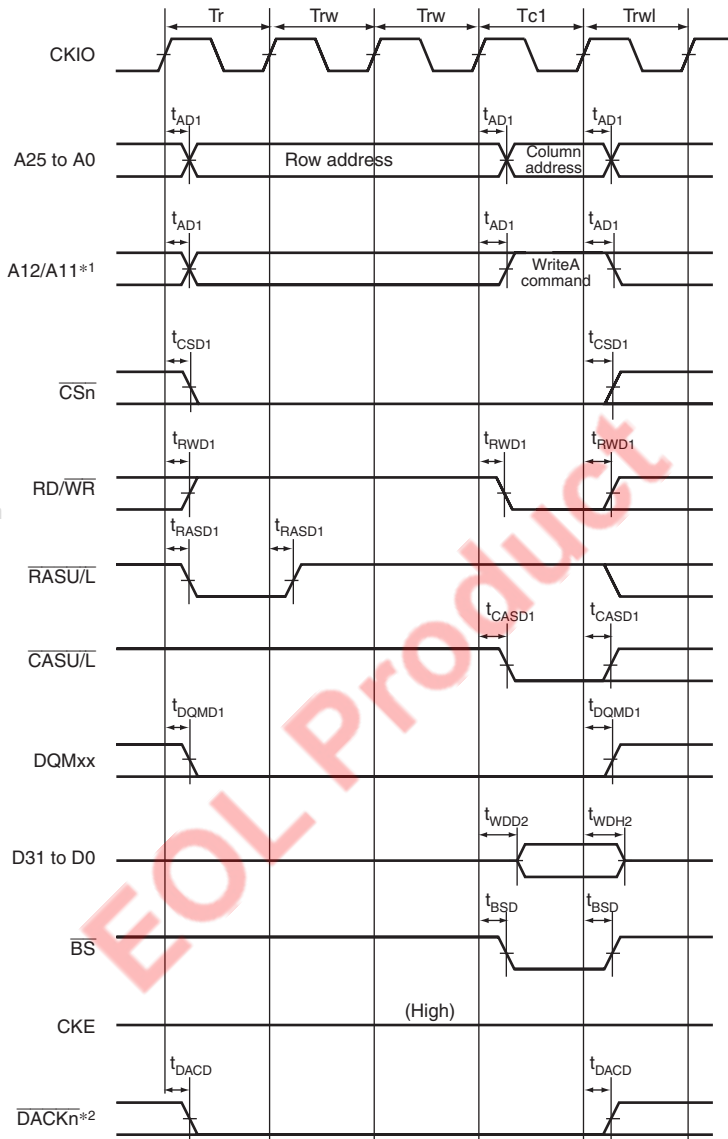 Tr Trw Trw Tc1 Trwl
CKIO
tAD1 tAD1 tAD1
A25 to A0 Row address Column address
tAD1 tAD1 tAD1
A12/A11*1 WriteA command
tCSD1 tCSD1
CSn
tRWD1 tRWD1 tRWD1
RD/WR
tRASD1 tRASD1
RASU/L
tCASD1 tCASD1
CASU/L
tDQMD1 tDQMD1
DQMxx
tWDD2 tWDH2
D31 to D0
tBSD tBSD
BS
(High)
CKE
tDACD tDACD
DACKn*2
EOL Product